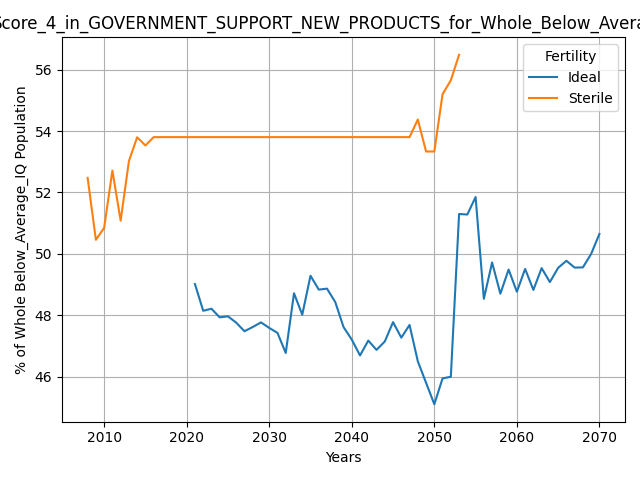 Score_4_in_GOVERNMENT_SUPPORT_NEW_PRODUCTS_for_Whole_Below_Avera
Fertility
Ideal
Sterile
% of Whole Below_Average_IQ Population
56
54
52
50
48
46
2010 2020 2030 2040 2050 2060 2070
Years